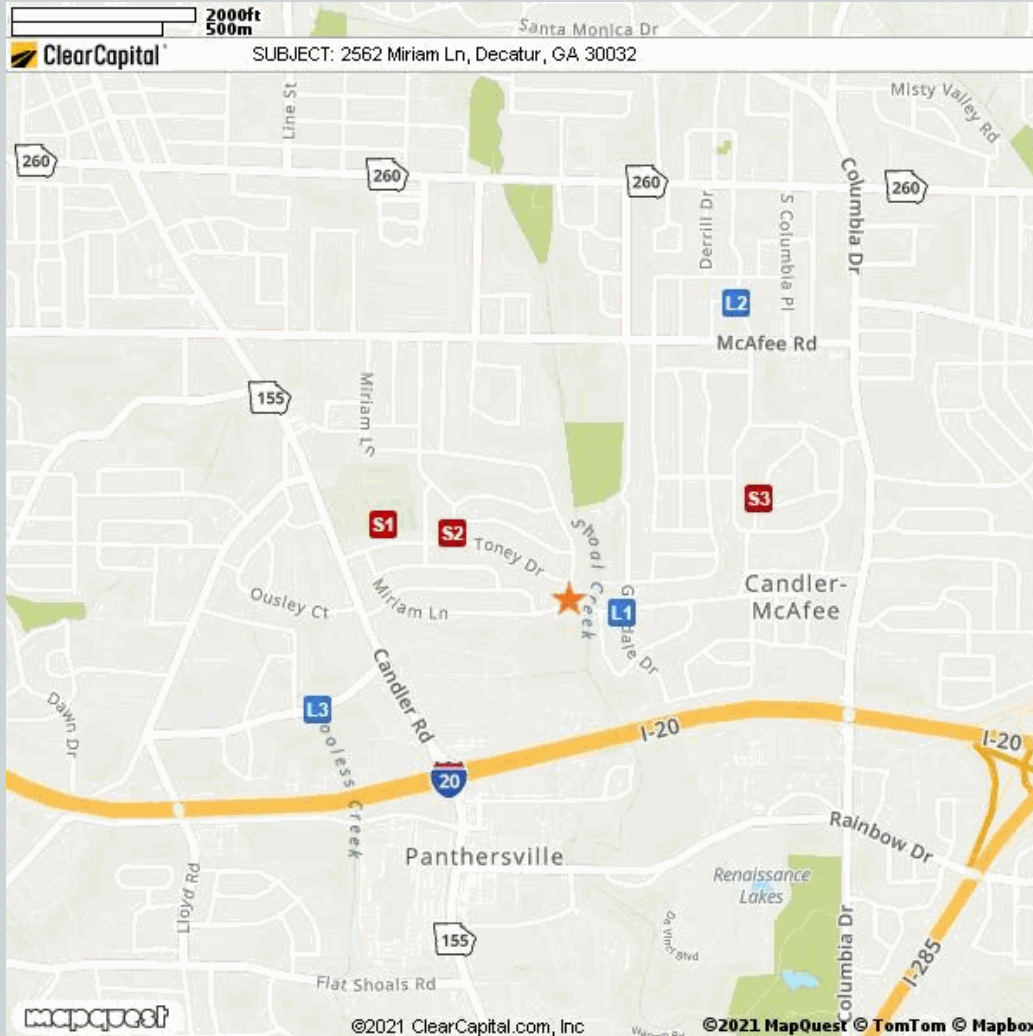 2000ft
500m
Santa Monica Dr
ClearCapital
SUBJECT: 2562 Miriam Ln, Decatur, GA 30032
Misty Valley Rd
Line St
260
260
260
260
Columbia Dr
Derrill Dr
S Columbia Pl
L2
McAfee Rd
155
Miriam Ln
S3
S1
S2
Shoal Creek
Toney Dr
Candler-
McAfee
Ousley Ct
Miriam Ln
L1
Candler Rd
L3
Dawn Dr
I-20
I-20
20
Rainbow Dr
Panthersville
Renaissance
Lakes
Lloyd Rd
Columbia Dr
Da Vinci Blvd
155
I-285
Flat Shoals Rd
mapquest
©2021 ClearCapital.com, Inc
©2021 MapQuest © TomTom © Mapbox